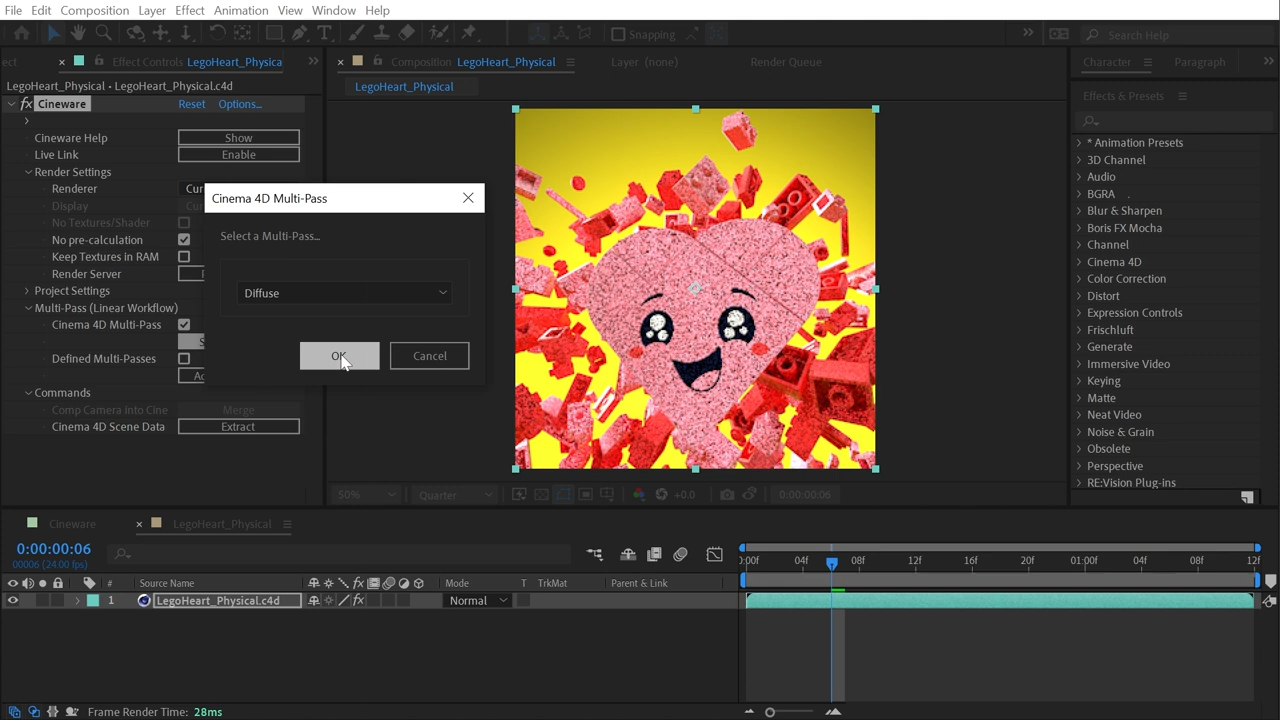 File Edit Composition Layer Effect Animation View Window Help
Snapping
Search Help
Effect Controls LegoHeart_Physica
Composition LegoHeart_Physical
Layer (none)
Render Queue
Character
Paragraph
LegoHeart_Physical • LegoHeart_Physical.c4d
LegoHeart_Physical
Effects & Presets
fx Cineware Reset Options...
Cineware Help Show
Live Link Enable
Render Settings
Renderer
Display
No Textures/Shader
No pre-calculation
Keep Textures in RAM
Render Server
Project Settings
Multi-Pass (Linear Workflow)
Cinema 4D Multi-Pass
Defined Multi-Passes
Commands
Comp Camera into Cine Merge
Cinema 4D Scene Data Extract
Cinema 4D Multi-Pass
Select a Multi-Pass...
Diffuse
OK
Cancel
* Animation Presets
3D Channel
Audio
BGRA
Blur & Sharpen
Boris FX Mocha
Channel
Cinema 4D
Color Correction
Distort
Expression Controls
Frischluft
Generate
Immersive Video
Keying
Matte
Neat Video
Noise & Grain
Obsolete
Perspective
RE:Vision Plug-ins
50% Quarter +0.0 0:00:00:06
Cineware
LegoHeart_Physical
0:00:00:06
00006 (24.00 fps)
:00f 04f 08f 12f 16f 20f 01:00f 04f 08f 12f
# Source Name fx Mode T TrkMat Parent & Link
1 LegoHeart_Physical.c4d fx Normal
Frame Render Time: 28ms